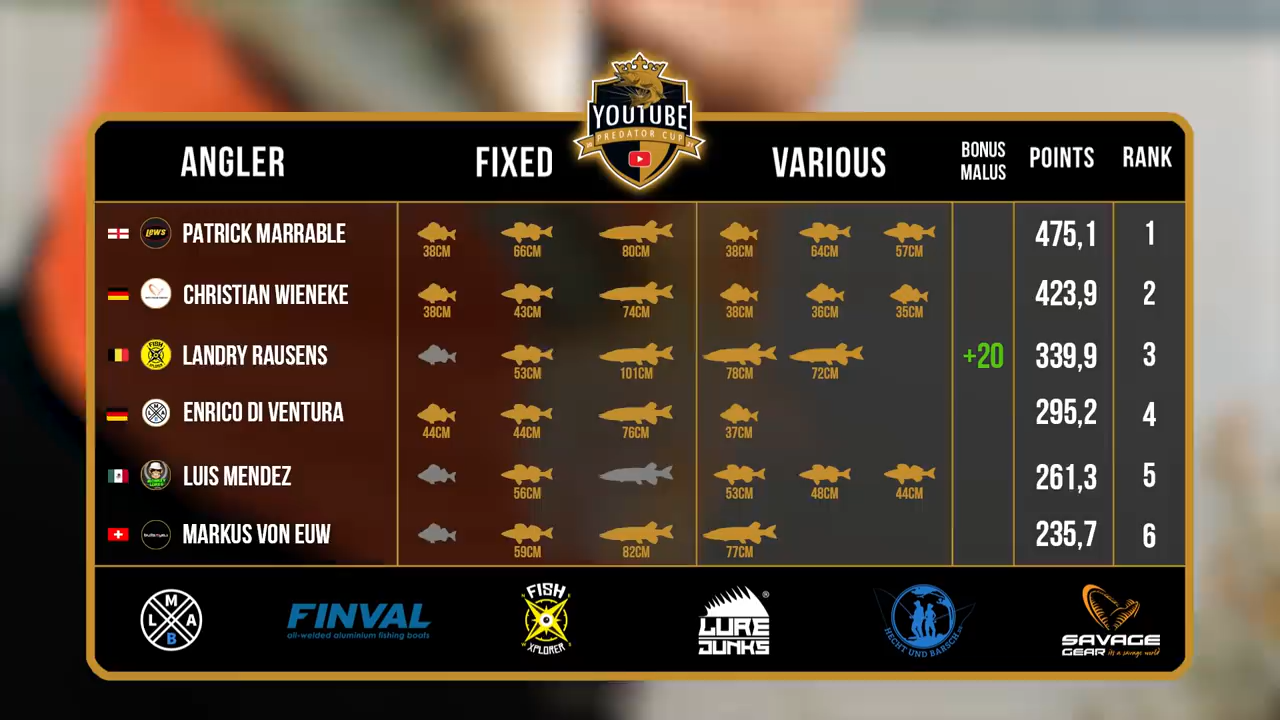 YOUTUBE
PREDATOR CUP
ANGLER FIXED VARIOUS BONUS MALUS POINTS RANK
LEW'S PATRICK MARRABLE 38CM 66CM 80CM 38CM 64CM 57CM 475,1 1
CHRISTIAN WIENEKE 38CM 43CM 74CM 38CM 36CM 35CM 423,9 2
FISH XPLORER LANDRY RAUSENS 53CM 101CM 78CM 72CM +20 339,9 3
ENRICO DI VENTURA 44CM 44CM 76CM 37CM 295,2 4
LUIS MENDEZ 56CM 53CM 48CM 44CM 261,3 5
MARKUS VON EUW 59CM 82CM 77CM 235,7 6
M
L A
B
FINVAL
all-welded aluminium fishing boats
FISH
XPLORER
LURE
JUNKS
®
HECHT UND BARSCH
SAVAGE
GEAR its a savage world